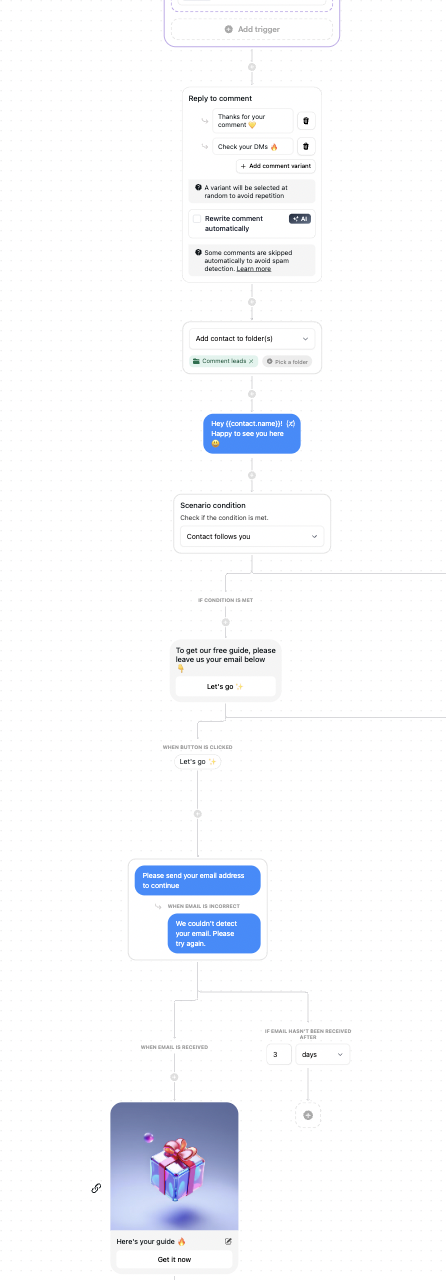 Add trigger
Reply to comment
Thanks for your
comment 💛
Check your DMs 🔥
+ Add comment variant
A variant will be selected at
random to avoid repetition
Rewrite comment
automatically
AI
Some comments are skipped
automatically to avoid spam
detection. Learn more
Add contact to folder(s)
Comment leads
Pick a folder
Hey {{contact.name}}! {x}
Happy to see you here
😀
Scenario condition
Check if the condition is met.
Contact follows you
IF CONDITION IS MET
To get our free guide, please
leave us your email below
👇
Let's go ✨
WHEN BUTTON IS CLICKED
Let's go ✨
Please send your email address
to continue
WHEN EMAIL IS INCORRECT
We couldn't detect
your email. Please
try again.
IF EMAIL HASN'T BEEN RECEIVED
AFTER
3 days
WHEN EMAIL IS RECEIVED
Here's your guide 🔥
Get it now